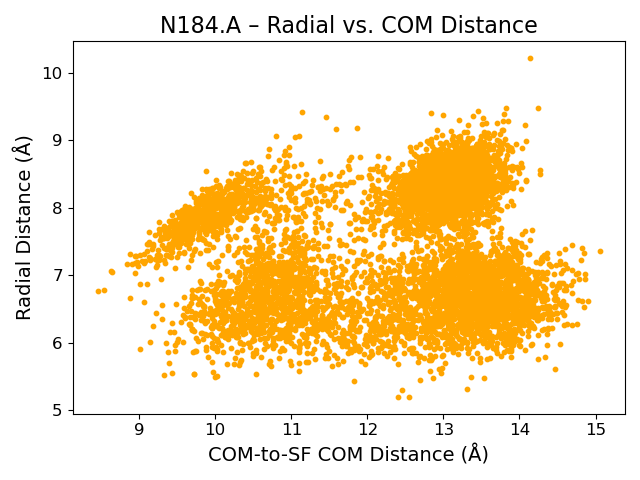 N184.A – Radial vs. COM Distance
10
9
8
7
6
5
Radial Distance (Å)
9 10 11 12 13 14 15
COM-to-SF COM Distance (Å)